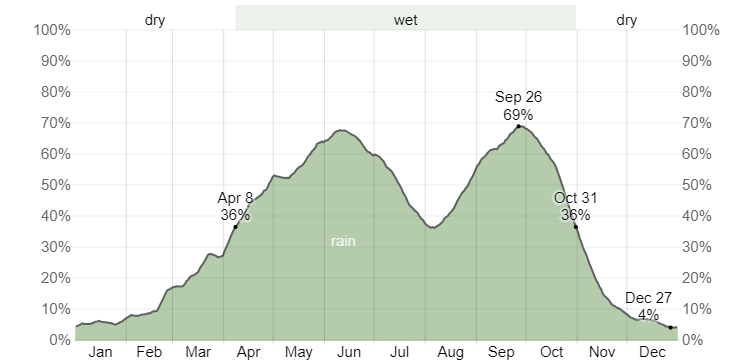 dry wet dry
100% 100%
90% 90%
80% 80%
Sep 26
70% 69% 70%
60% 60%
50% 50%
Apr 8 Oct 31
40% 36% 36% 40%
rain
30% 30%
20% 20%
Dec 27
10% 4% 10%
0% 0%
Jan Feb Mar Apr May Jun Jul Aug Sep Oct Nov Dec